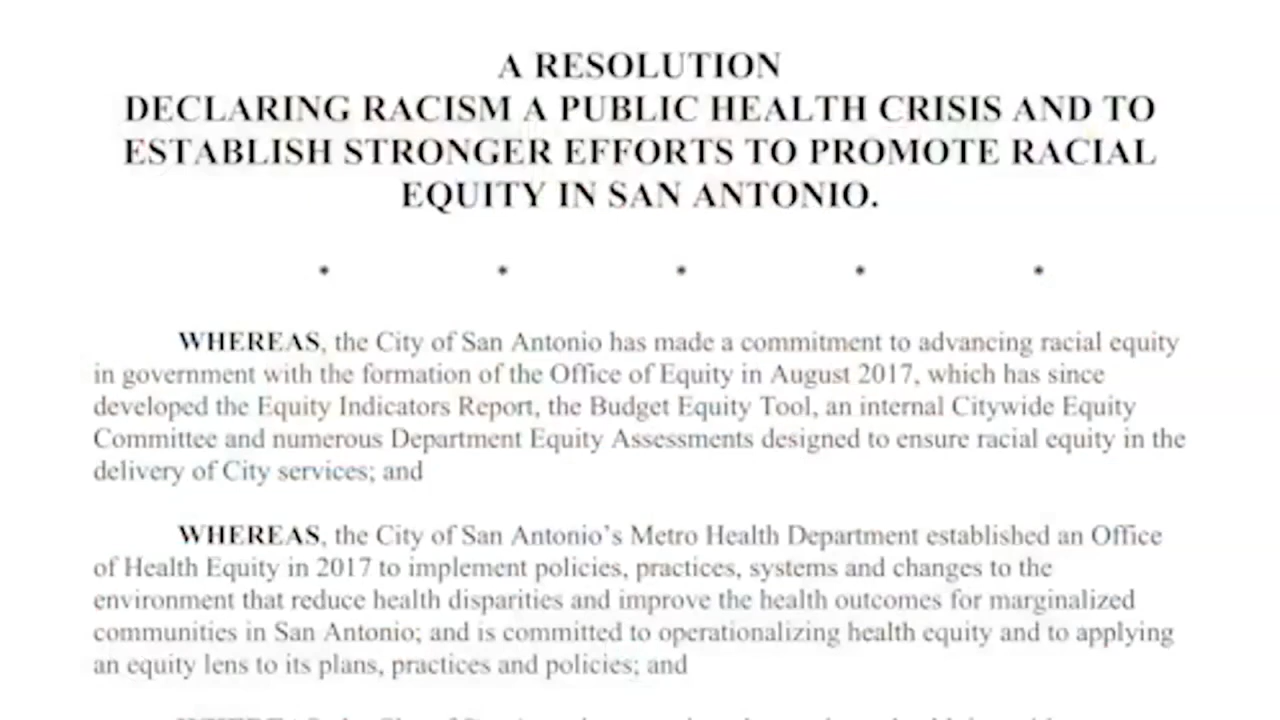 A RESOLUTION
DECLARING RACISM A PUBLIC HEALTH CRISIS AND TO
ESTABLISH STRONGER EFFORTS TO PROMOTE RACIAL
EQUITY IN SAN ANTONIO.
* * * * *
WHEREAS, the City of San Antonio has made a commitment to advancing racial equity
in government with the formation of the Office of Equity in August 2017, which has since
developed the Equity Indicators Report, the Budget Equity Tool, an internal Citywide Equity
Committee and numerous Department Equity Assessments designed to ensure racial equity in the
delivery of City services; and
WHEREAS, the City of San Antonio’s Metro Health Department established an Office
of Health Equity in 2017 to implement policies, practices, systems and changes to the
environment that reduce health disparities and improve the health outcomes for marginalized
communities in San Antonio; and is committed to operationalizing health equity and to applying
an equity lens to its plans, practices and policies; and